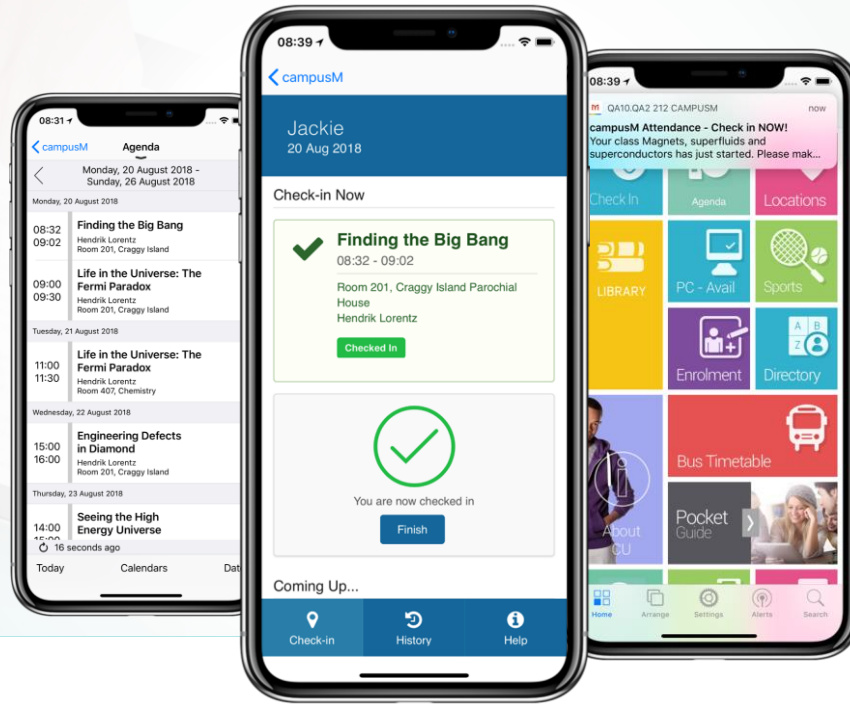 08:31
campusM Agenda
Monday, 20 August 2018 -
Sunday, 26 August 2018
Monday, 20 August 2018
08:32
09:02
Finding the Big Bang
Hendrik Lorentz
Room 201, Craggy Island
09:00
09:30
Life in the Universe: The
Fermi Paradox
Hendrik Lorentz
Room 201, Craggy Island
Tuesday, 21 August 2018
11:00
11:30
Life in the Universe: The
Fermi Paradox
Hendrik Lorentz
Room 407, Chemistry
Wednesday, 22 August 2018
15:00
16:00
Engineering Defects
in Diamond
Hendrik Lorentz
Room 201, Craggy Island
Thursday, 23 August 2018
14:00
Seeing the High
Energy Universe
16 seconds ago
Today Calendars Dat
08:39
campusM
Jackie
20 Aug 2018
Check-in Now
Finding the Big Bang
08:32 - 09:02
Room 201, Craggy Island Parochial
House
Hendrik Lorentz
Checked In
You are now checked in
Finish
Coming Up...
Check-in History Help
08:39
QA10.QA2 212 CAMPUSM now
campusM Attendance - Check in NOW!
Your class Magnets, superfluids and
superconductors has just started. Please mak...
Check In Agenda Locations
LIBRARY PC - Avail Sports
A B
Z
Enrolment Directory
Bus Timetable
About
CU
Pocket
Guide
Home Arrange Settings Alerts Search